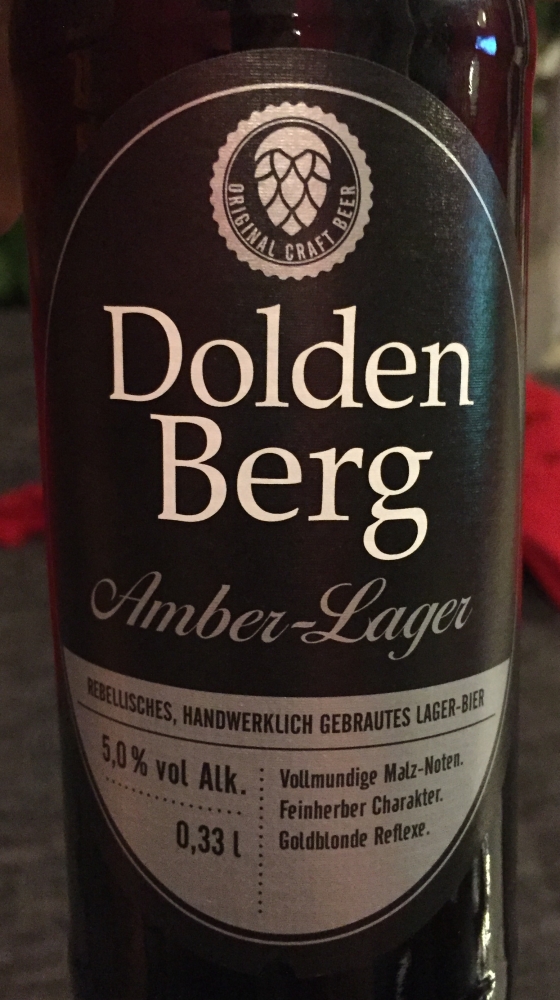 ORIGINAL CRAFT BEER
Dolden
Berg
Amber-Lager
REBELLISCHES, HANDWERKLICH GEBRAUTES LAGER-BIER
5,0 % vol Alk.
0,33 l
Vollmundige Malz-Noten.
Feinherber Charakter.
Goldblonde Reflexe.